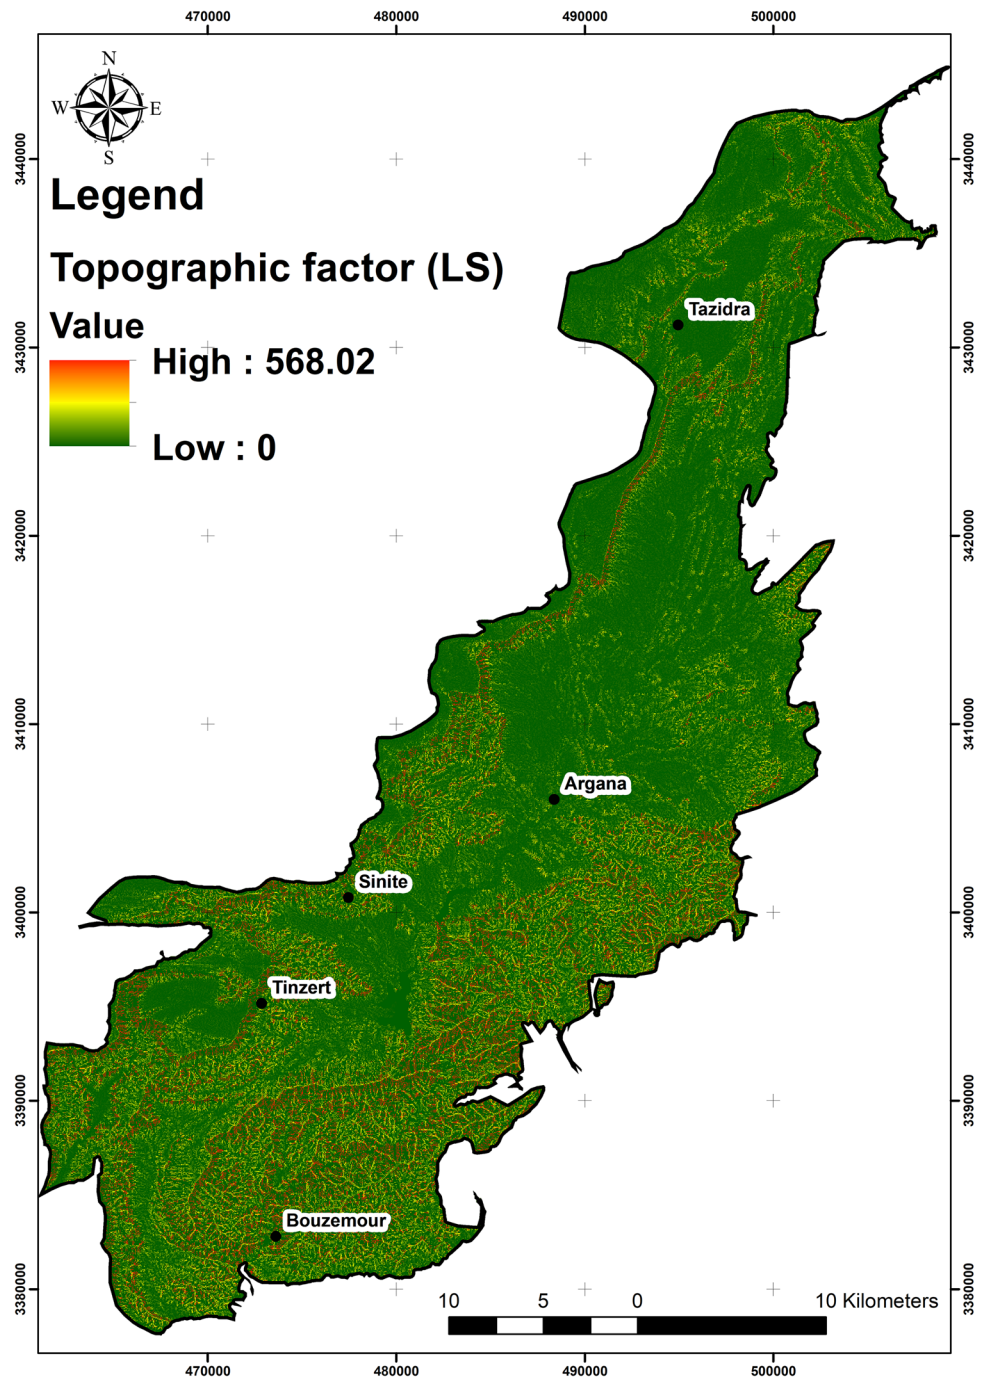 470000 480000 490000 500000
N
W E
S
3440000 3440000
Legend
Topographic factor (LS)
Value
High : 568.02
Low : 0
Tazidra
3430000 3430000
3420000 3420000
3410000 3410000
Argana
Sinite
3400000 3400000
Tinzert
3390000 3390000
Bouzemour
3380000 3380000
10 5 0 10 Kilometers
470000 480000 490000 500000